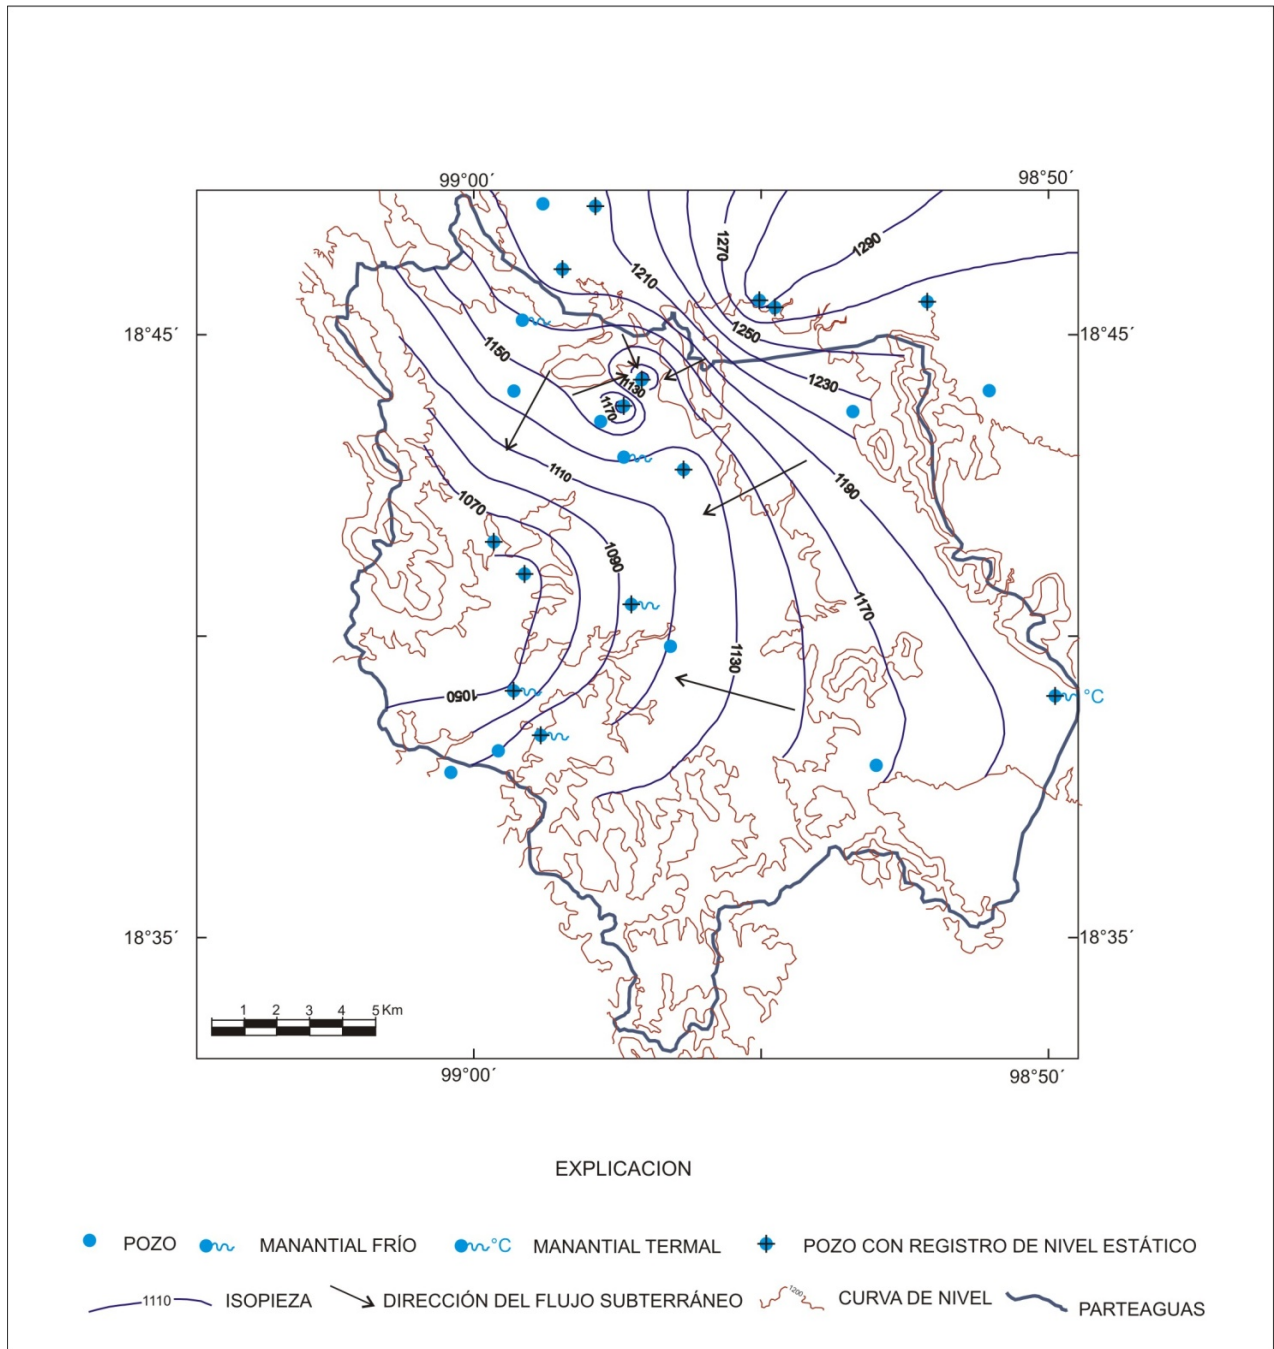 99°00´ 98°50´
1290
1270
1210
18°45´ 1250 18°45´
1150
1230
1130
1170
1110 1190
1070
1090
1170
1130
1050 °C
18°35´ 18°35´
1 2 3 4 5 Km
99°00´ 98°50´
EXPLICACION
POZO MANANTIAL FRÍO °C MANANTIAL TERMAL POZO CON REGISTRO DE NIVEL ESTÁTICO
1110 ISOPIEZA DIRECCIÓN DEL FLUJO SUBTERRÁNEO 1200 CURVA DE NIVEL PARTEAGUAS